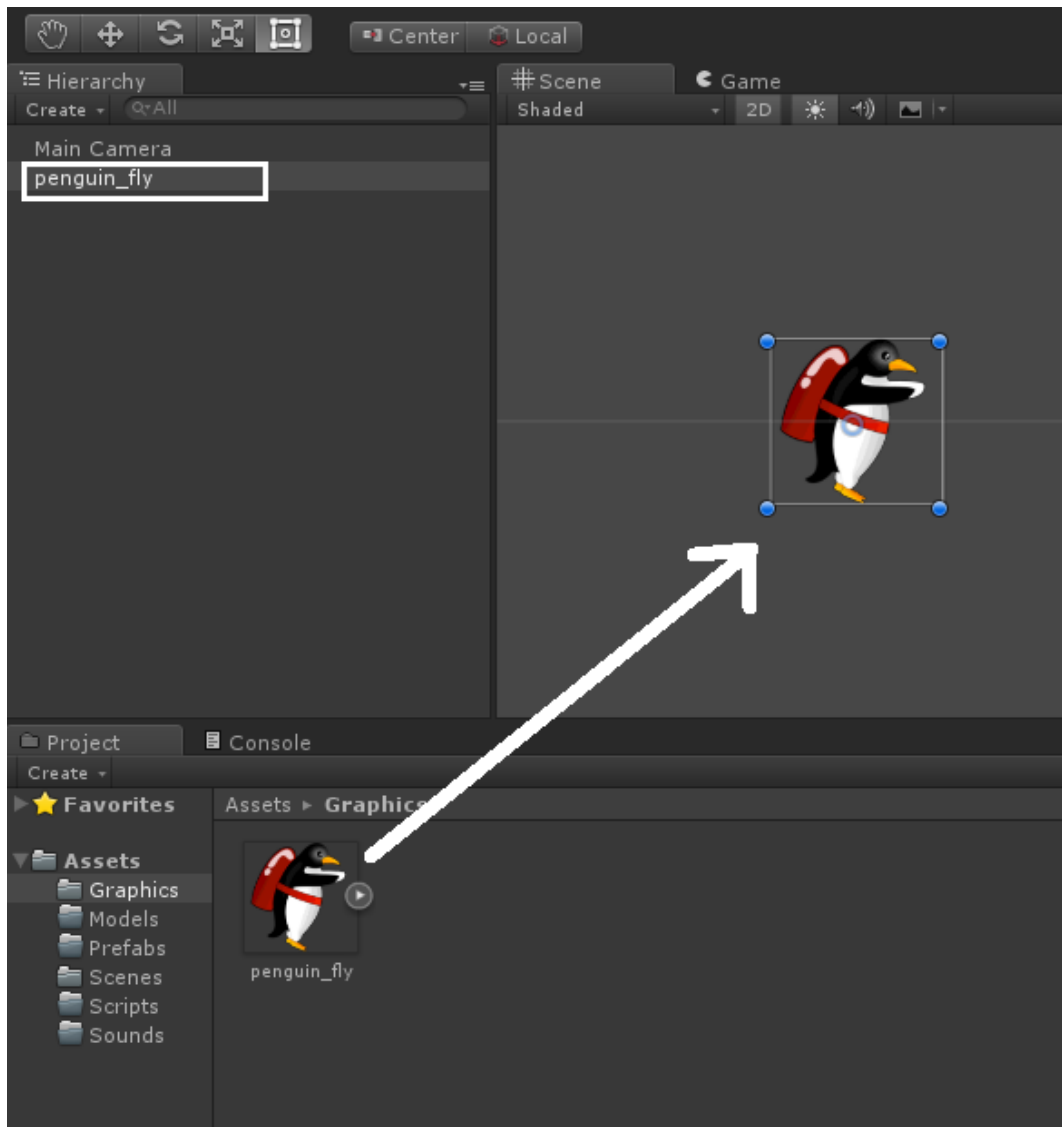 Center Local
Hierarchy
Create All
Main Camera
penguin_fly
Scene Game
Shaded 2D
Project Console
Create
Favorites
Assets
Graphics
Models
Prefabs
Scenes
Scripts
Sounds
Assets ▸ Graphics
penguin_fly